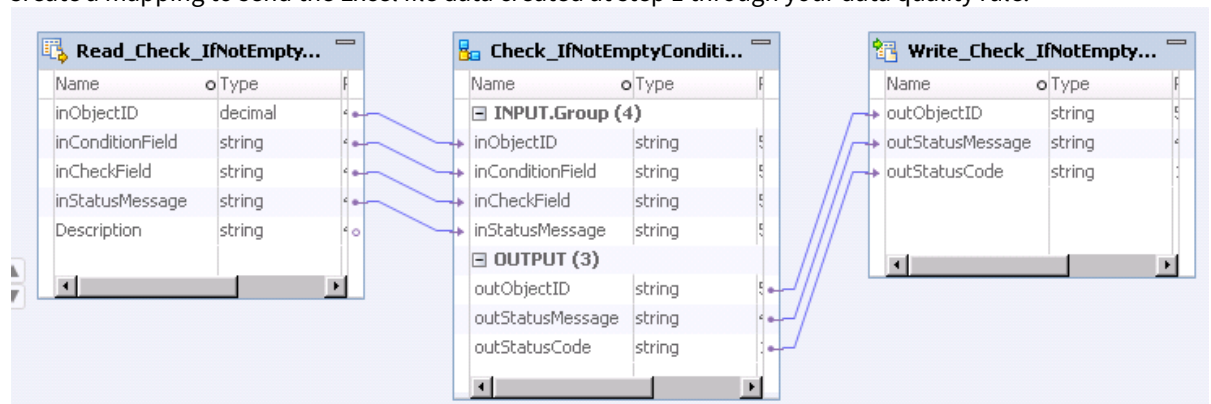 Create a mapping to send the Excel file data created at step through your data quality rule.
Read_Check_IfNotEmpty...
Name Type
inObjectID decimal
inConditionField string
inCheckField string
inStatusMessage string
Description string
Check_IfNotEmptyConditi...
Name Type
INPUT.Group (4)
inObjectID string
inConditionField string
inCheckField string
inStatusMessage string
OUTPUT (3)
outObjectID string
outStatusMessage string
outStatusCode string
Write_Check_IfNotEmpty...
Name Type
outObjectID string
outStatusMessage string
outStatusCode string